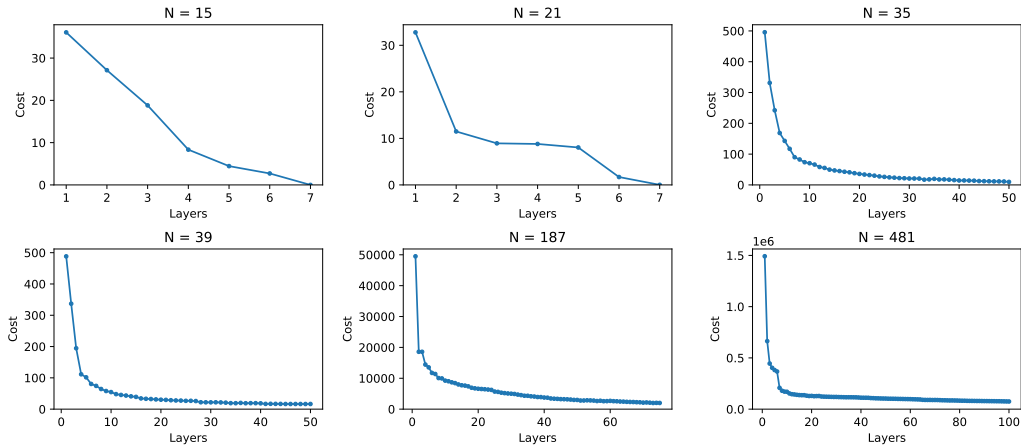 N = 15
Cost
30
20
10
0
1 2 3 4 5 6 7
Layers
N = 21
Cost
30
20
10
0
1 2 3 4 5 6 7
Layers
N = 35
Cost
500
400
300
200
100
0
0 10 20 30 40 50
Layers
N = 39
Cost
500
400
300
200
100
0
0 10 20 30 40 50
Layers
N = 187
Cost
50000
40000
30000
20000
10000
0
0 20 40 60
Layers
N = 481
1e6
Cost
1.5
1.0
0.5
0.0
0 20 40 60 80 100
Layers